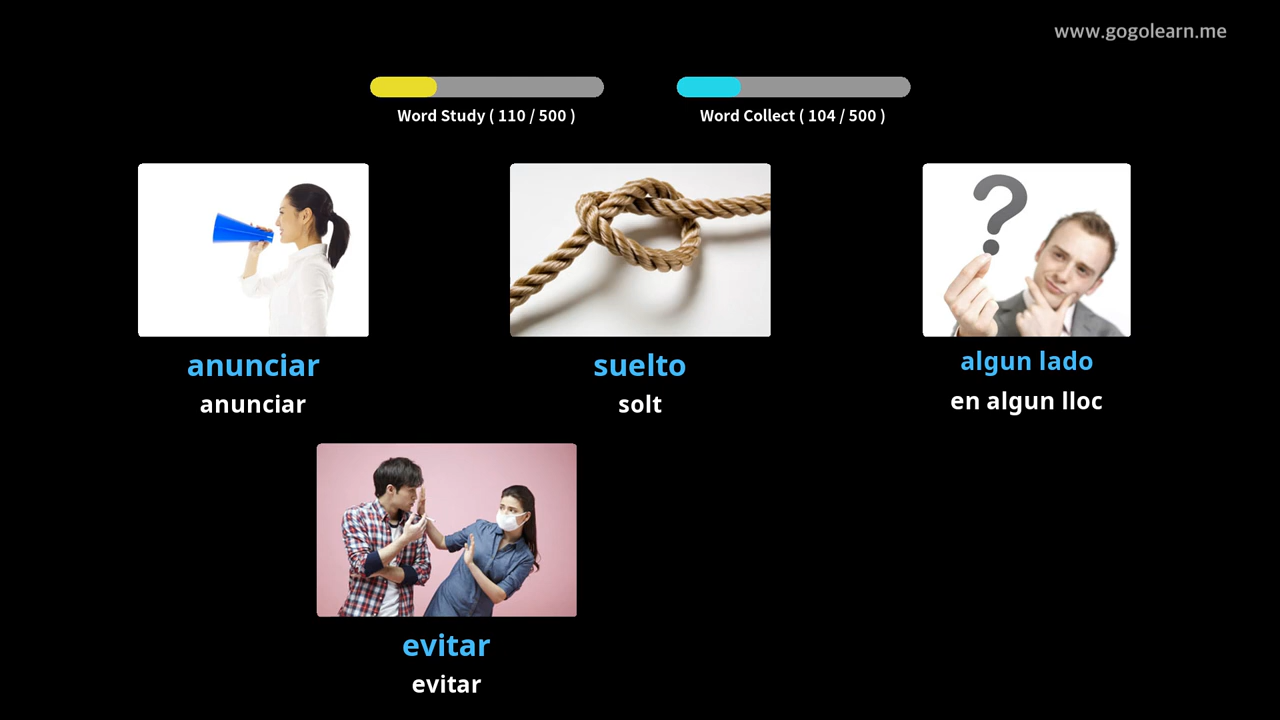 www.gogolearn.me
Word Study ( 110 / 500 )
Word Collect ( 104 / 500 )
anunciar
anunciar
suelto
solt
algun lado
en algun lloc
evitar
evitar